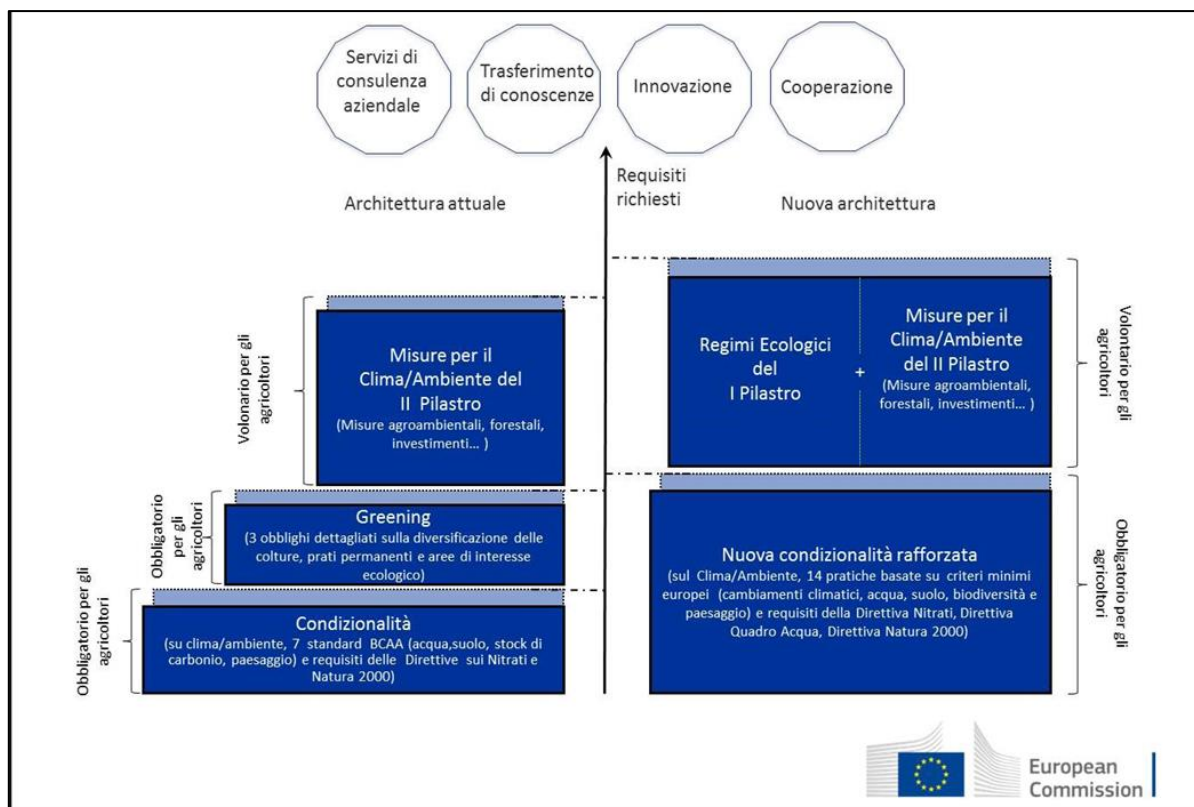 Servizi di
consulenza
aziendale
Trasferimento
di conoscenze
Innovazione
Cooperazione
Architettura attuale
Requisiti
richiesti
Nuova architettura
Volonario per gli
agricoltori
Misure per il
Clima/Ambiente del
II Pilastro
(Misure agroambientali, forestali,
investimenti... )
Obbligatorio
per gli
agricoltori
Greening
(3 obblighi dettagliati sulla diversificazione delle
colture, prati permanenti e aree di interesse
ecologico)
Obbligatorio per gli
agricoltori
Condizionalità
(su clima/ambiente, 7 standard BCAA (acqua,suolo, stock di
carbonio, paesaggio) e requisiti delle Direttive sui Nitrati e
Natura 2000)
Regimi Ecologici
del
I Pilastro
+
Misure per il
Clima/Ambiente
del II Pilastro
(Misure agroambientali,
forestali, investimenti... )
Volontario per gli
agricoltori
Nuova condizionalità rafforzata
(sul Clima/Ambiente, 14 pratiche basate su criteri minimi
europei (cambiamenti climatici, acqua, suolo, biodiversità e
paesaggio) e requisiti della Direttiva Nitrati, Direttiva
Quadro Acqua, Direttiva Natura 2000)
Obbligatorio per gli
agricoltori
European
Commission